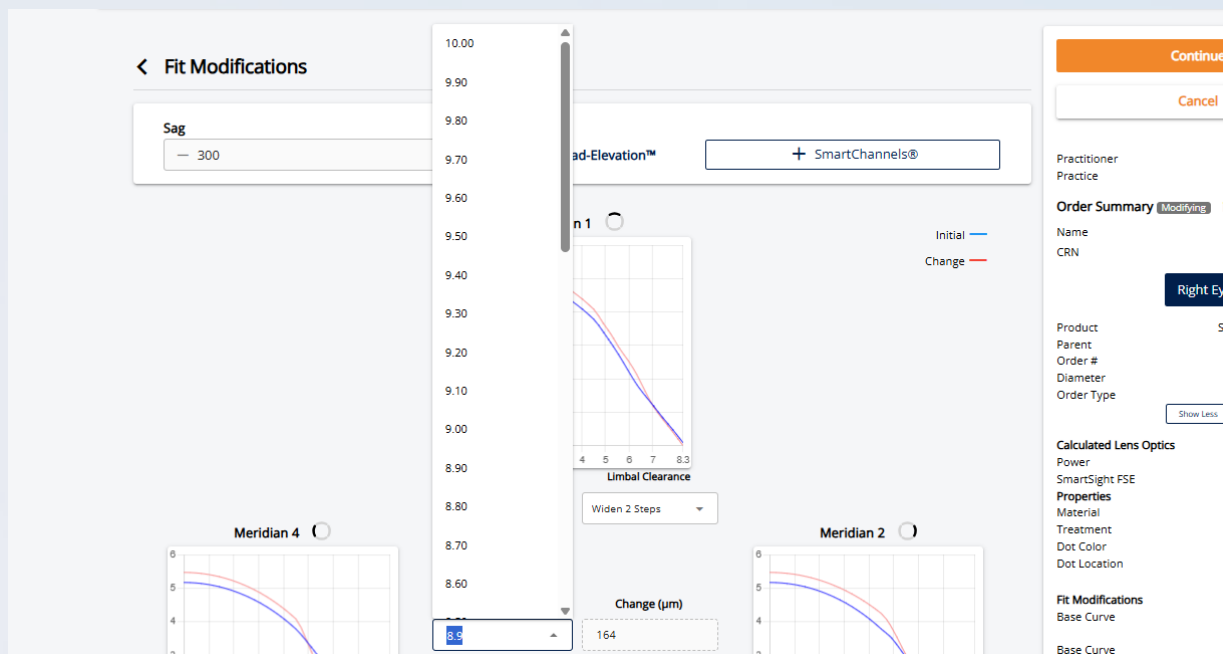 Fit Modifications
Continue
Cancel
Sag
— 300
ad-Elevation™
+ SmartChannels®
10.00
9.90
9.80
9.70
9.60
9.50
9.40
9.30
9.20
9.10
9.00
8.90
8.80
8.70
8.60
8.9
n 1
Initial
Change
4 5 6 7 8.3
Limbal Clearance
Widen 2 Steps
Meridian 4
6
5
4
Change (µm)
164
Meridian 2
6
5
4
Practitioner
Practice
Order Summary Modifying
Name
CRN
Right Ey
Product S
Parent
Order #
Diameter
Order Type
Show Less
Calculated Lens Optics
Power
SmartSight FSE
Properties
Material
Treatment
Dot Color
Dot Location
Fit Modifications
Base Curve
Base Curve